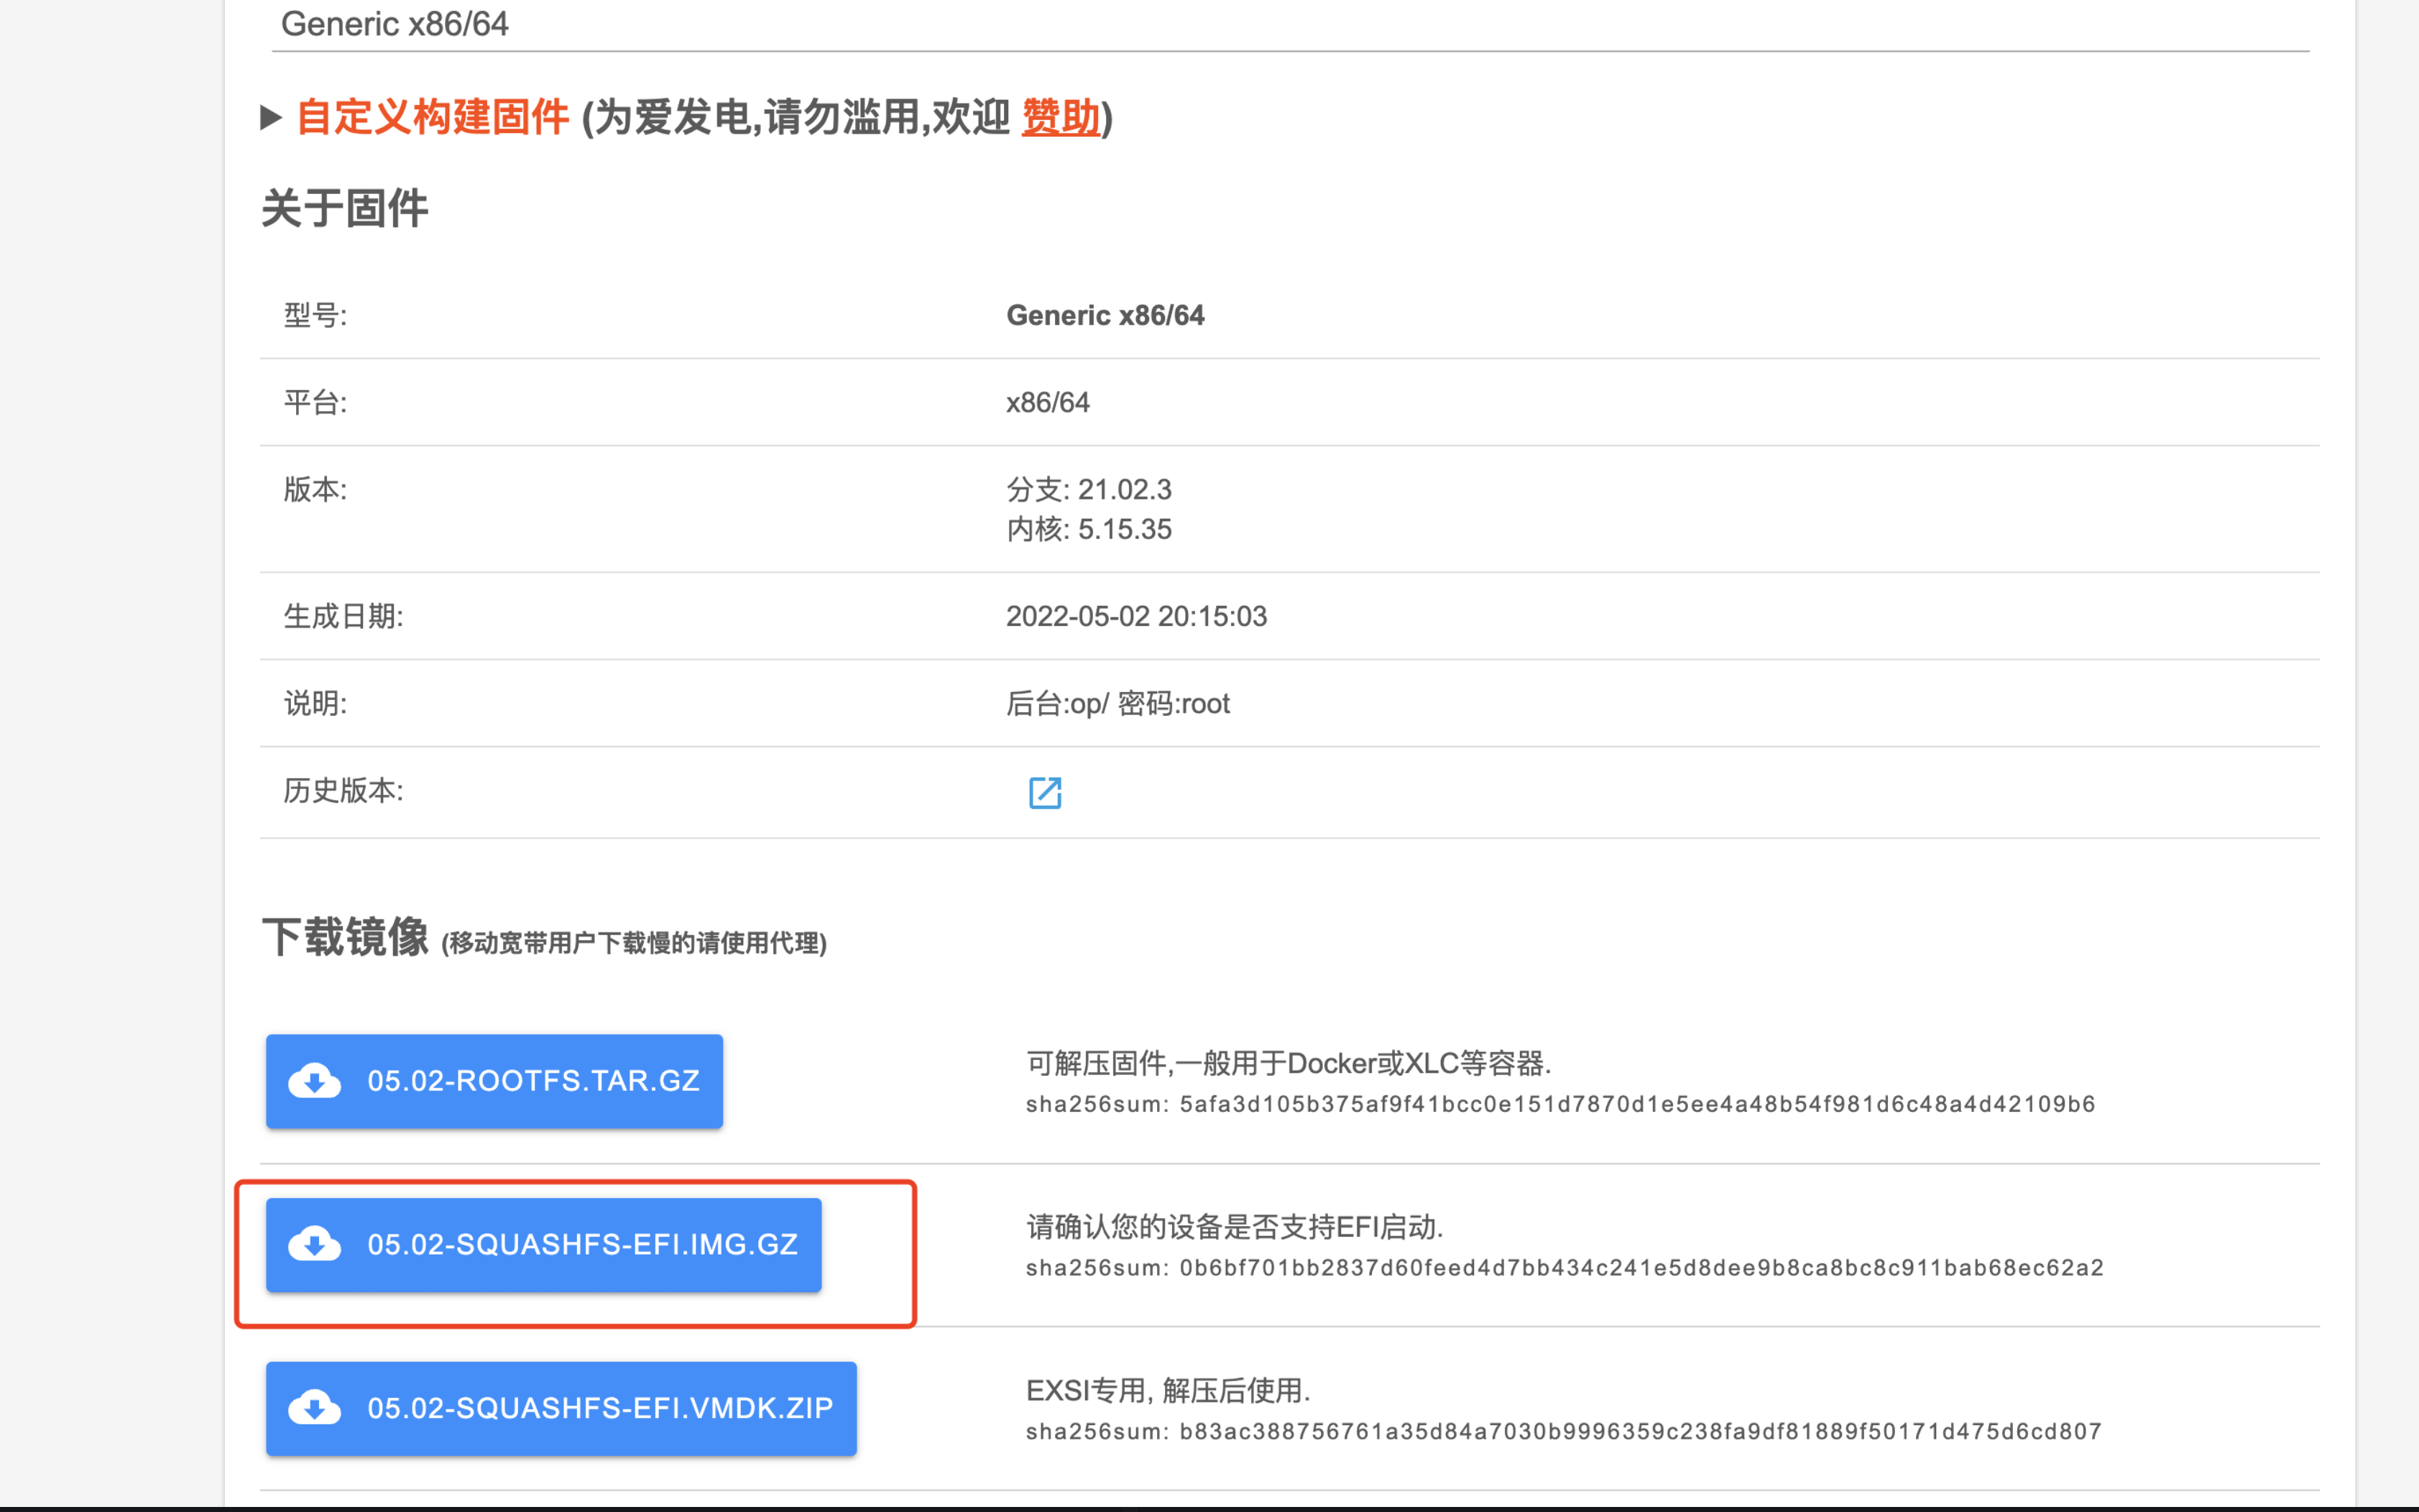 Generic x86/64
自定义构建固件 (为爱发电,请勿滥用,欢迎 赞助)
关于固件
型号: Generic x86/64
平台: x86/64
版本: 分支: 21.02.3
内核: 5.15.35
生成日期: 2022-05-02 20:15:03
说明: 后台:op/ 密码:root
历史版本:
下载镜像 (移动宽带用户下载慢的请使用代理)
05.02-ROOTFS.TAR.GZ
可解压固件,一般用于Docker或XLC等容器.
sha256sum: 5afa3d105b375af9f41bcc0e151d7870d1e5ee4a48b54f981d6c48a4d42109b6
05.02-SQUASHFS-EFI.IMG.GZ
请确认您的设备是否支持EFI启动.
sha256sum: 0b6bf701bb2837d60feed4d7bb434c241e5d8dee9b8ca8bc8c911bab68ec62a2
05.02-SQUASHFS-EFI.VMDK.ZIP
EXSI专用, 解压后使用.
sha256sum: b83ac388756761a35d84a7030b9996359c238fa9df81889f50171d475d6cd807